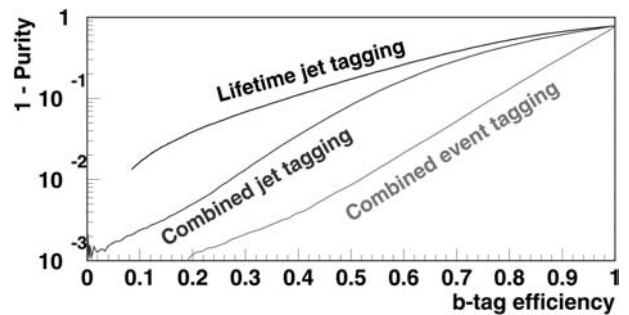 1 - Purity
1
10 -1
10 -2
10 -3
Lifetime jet tagging
Combined jet tagging
Combined event tagging
0 0.1 0.2 0.3 0.4 0.5 0.6 0.7 0.8 0.9 1
b-tag efficiency